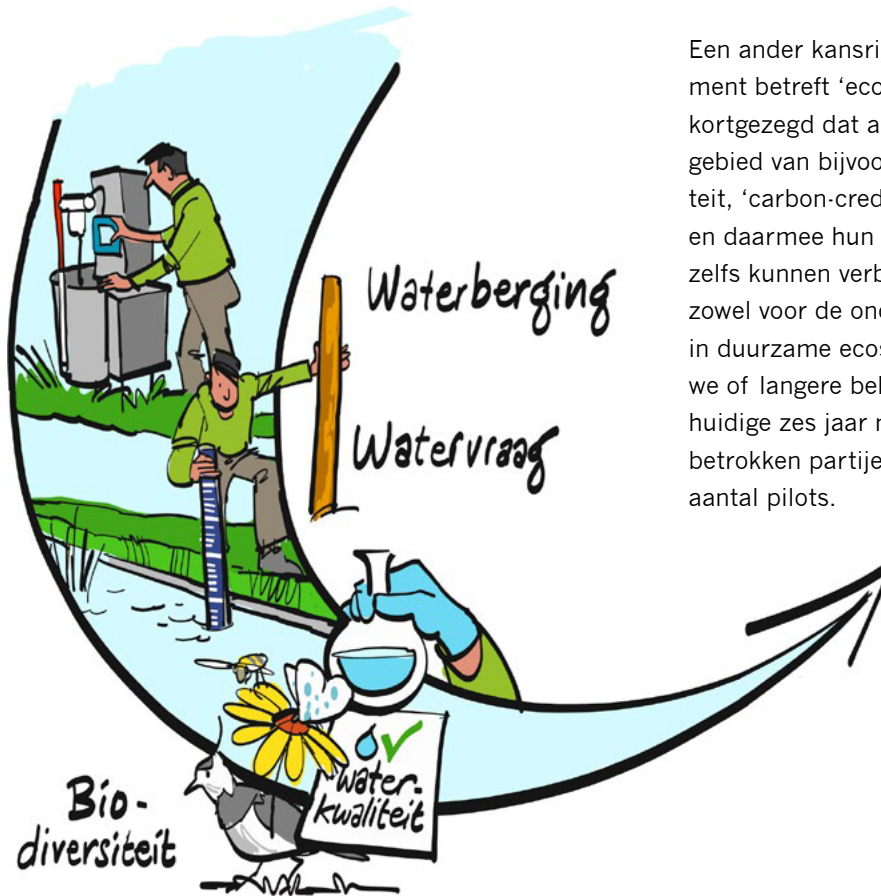 Een ander kansri
ment betreft ‘eco
kortgezegd dat a
gebied van bijvoo
teit, ‘carbon-cred
en daarmee hun
zelfs kunnen verb
zowel voor de ond
in duurzame ecos
we of langere bel
huidige zes jaar n
betrokken partije
aantal pilots.
Waterberging
Watervraag
water-
kwaliteit
Bio-
diversiteit